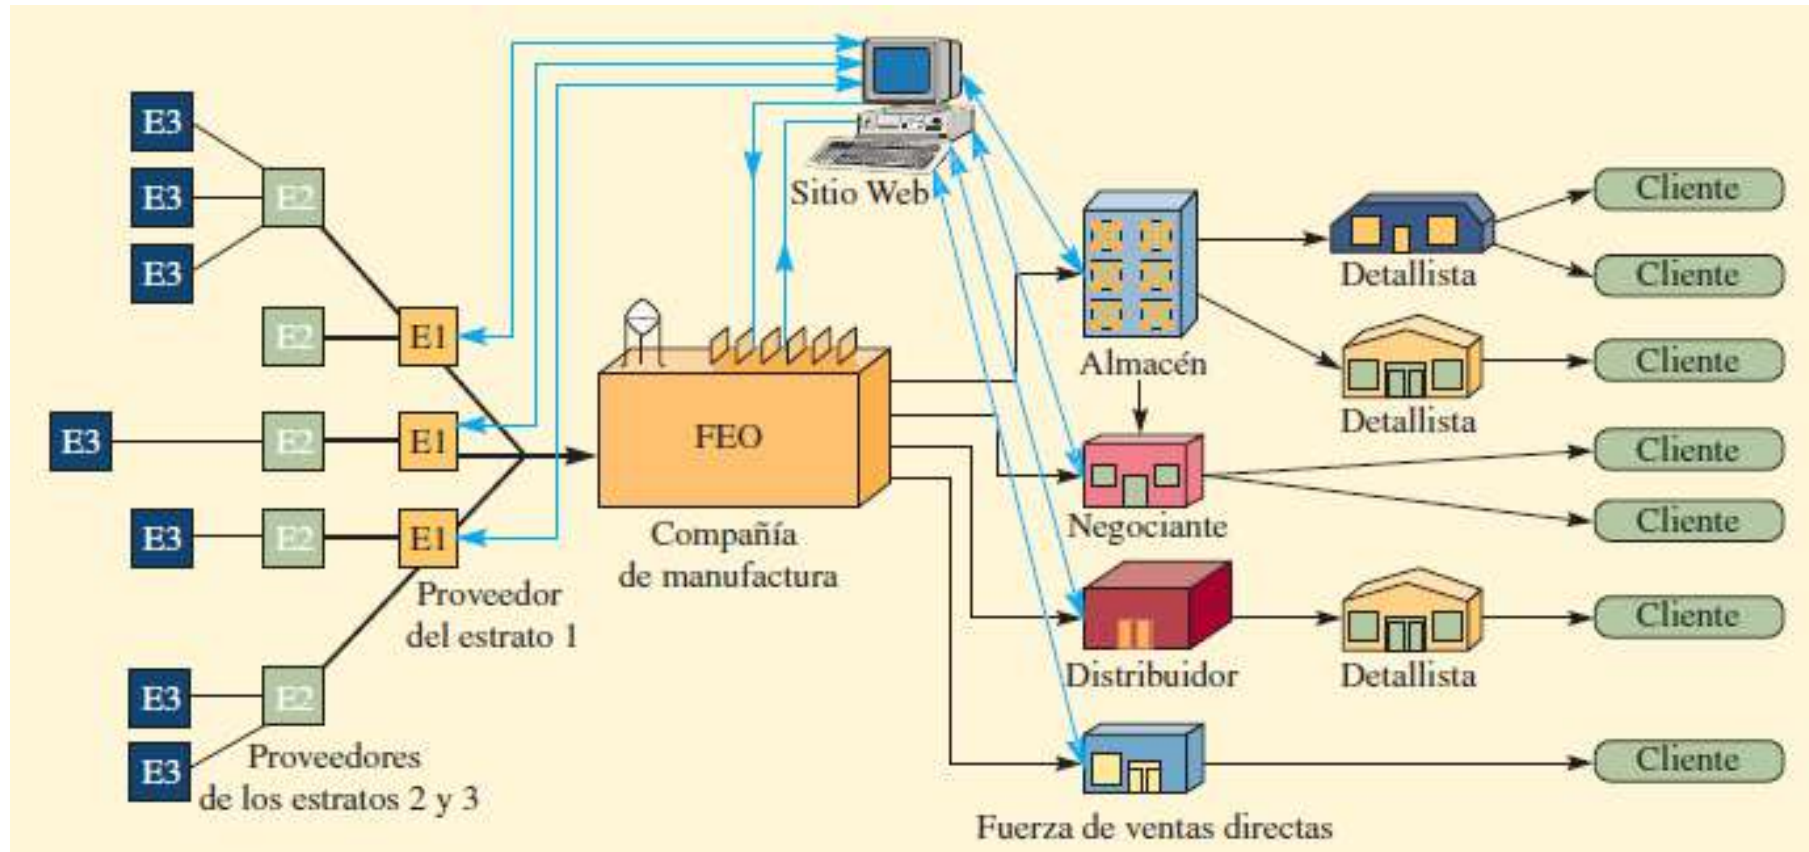 E3
E3
E2
E3
E2
E1
E3
E2
E1
E3
E2
E1
Proveedor
del estrato 1
E3
E2
E3
Proveedores
de los estratos 2 y 3
Sitio Web
FEO
Compañía
de manufactura
Almacén
Negociante
Distribuidor
Fuerza de ventas directas
Detallista
Detallista
Detallista
Cliente
Cliente
Cliente
Cliente
Cliente
Cliente
Cliente